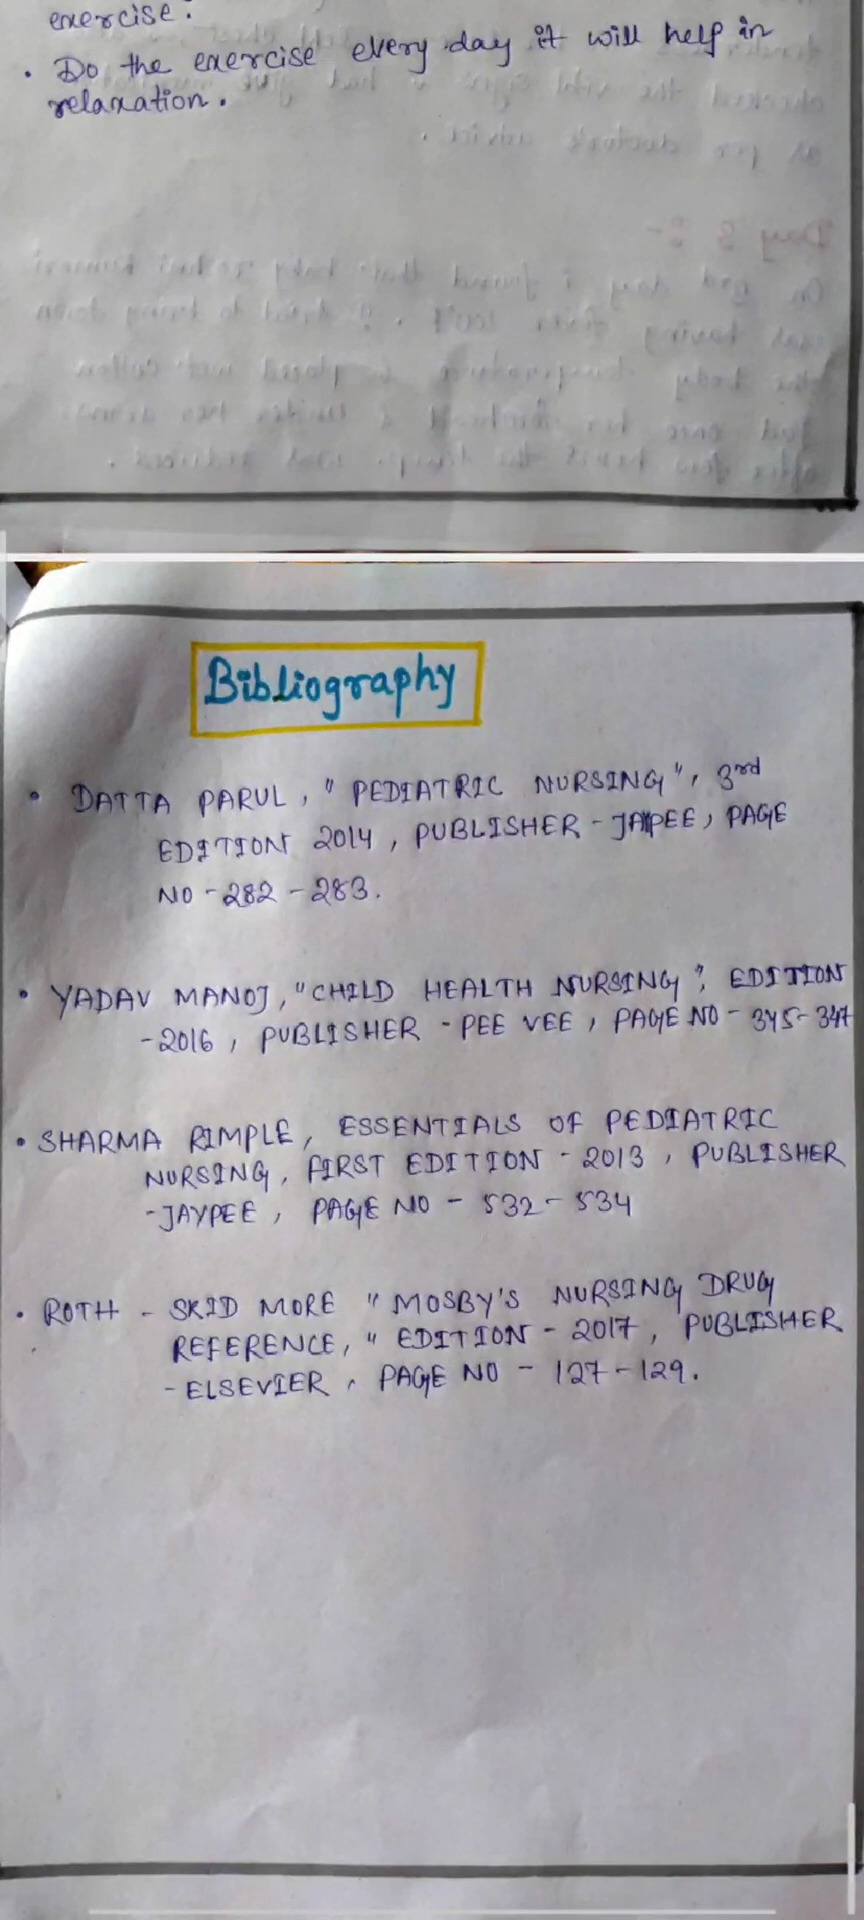 exercise.
• Do the exercise every day it will help in
relaxation.
Day 3 :-
Bibliography
• DATTA PARUL, " PEDIATRIC NURSING", 3rd
EDITION 2014, PUBLISHER - JAYPEE, PAGE
NO - 282 - 283.
• YADAV MANOJ, "CHILD HEALTH NURSING", EDITION
- 2016, PUBLISHER - PEE VEE, PAGE NO - 345 - 347
• SHARMA RIMPLE, ESSENTIALS OF PEDIATRIC
NURSING, FIRST EDITION - 2013, PUBLISHER
- JAYPEE, PAGE NO - 532 - 534
• ROTH - SKID MORE "MOSBY'S NURSING DRUG
REFERENCE," EDITION - 2017, PUBLISHER
- ELSEVIER, PAGE NO - 127 - 129.